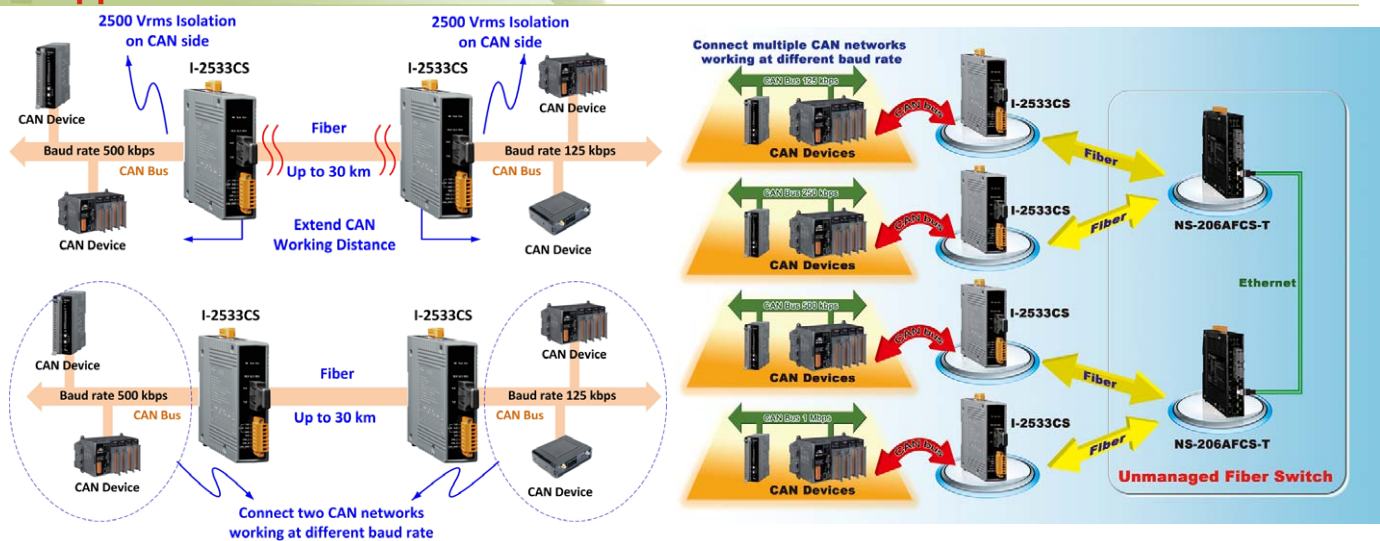 2500 Vrms Isolation
on CAN side
2500 Vrms Isolation
on CAN side
I-2533CS
I-2533CS
CAN Device
CAN Device
Fiber
Baud rate 500 kbps
Baud rate 125 kbps
CAN Bus
Up to 30 km
CAN Bus
Extend CAN
Working Distance
CAN Device
CAN Device
I-2533CS
I-2533CS
CAN Device
CAN Device
Fiber
Baud rate 500 kbps
Baud rate 125 kbps
CAN Bus
Up to 30 km
CAN Bus
CAN Device
CAN Device
Connect two CAN networks
working at different baud rate
Connect multiple CAN networks
working at different baud rate
CAN Bus 125 kbps
CAN bus
I-2533CS
CAN Devices
Fiber
CAN Bus 250 kbps
CAN bus
I-2533CS
CAN Devices
Fiber
NS-206AFCS-T
Ethernet
CAN Bus 500 kbps
CAN bus
I-2533CS
CAN Devices
Fiber
CAN Bus 1 Mbps
CAN bus
I-2533CS
CAN Devices
Fiber
NS-206AFCS-T
Unmanaged Fiber Switch